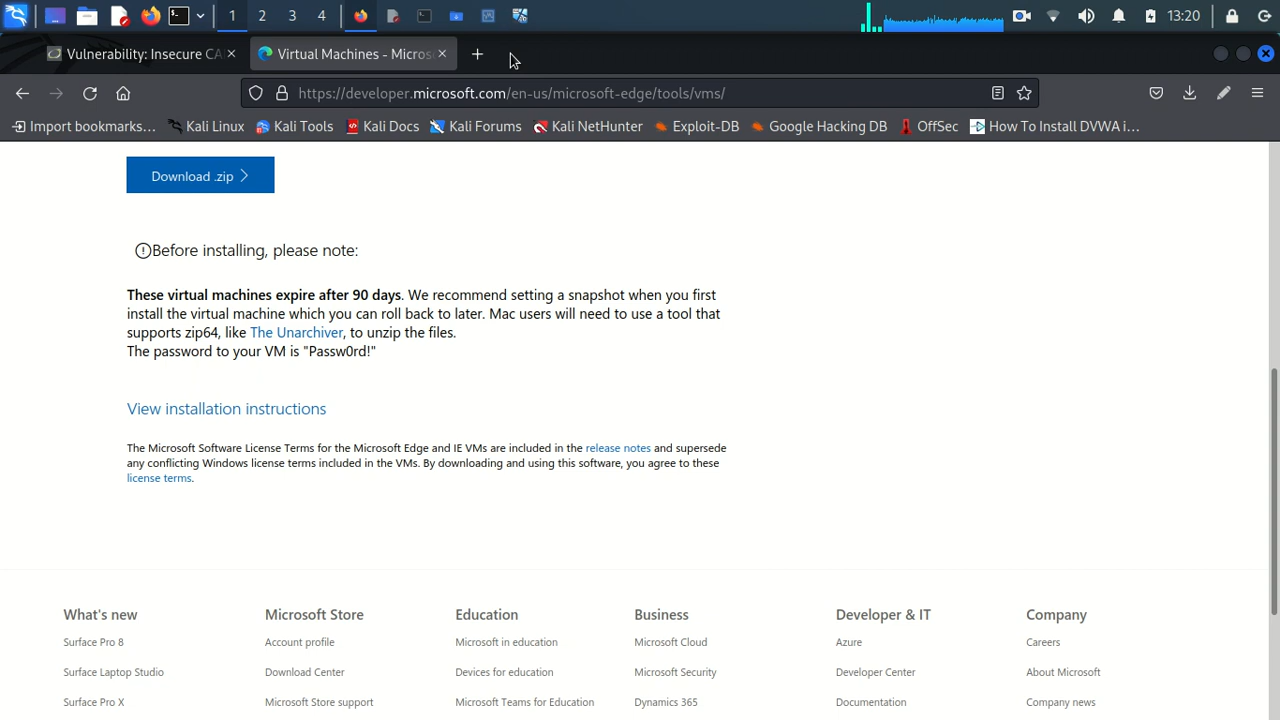 1 2 3 4 13:20
Vulnerability: Insecure CA Virtual Machines - Micros
https://developer.microsoft.com/en-us/microsoft-edge/tools/vms/
Import bookmarks... Kali Linux Kali Tools Kali Docs Kali Forums Kali NetHunter Exploit-DB Google Hacking DB OffSec How To Install DVWA i...
Download .zip
Before installing, please note:
These virtual machines expire after 90 days. We recommend setting a snapshot when you first
install the virtual machine which you can roll back to later. Mac users will need to use a tool that
supports zip64, like The Unarchiver, to unzip the files.
The password to your VM is "Passw0rd!"
View installation instructions
The Microsoft Software License Terms for the Microsoft Edge and IE VMs are included in the release notes and supersede
any conflicting Windows license terms included in the VMs. By downloading and using this software, you agree to these
license terms.
What's new Microsoft Store Education Business Developer & IT Company
Surface Pro 8 Account profile Microsoft in education Microsoft Cloud Azure Careers
Surface Laptop Studio Download Center Devices for education Microsoft Security Developer Center About Microsoft
Surface Pro X Microsoft Store support Microsoft Teams for Education Dynamics 365 Documentation Company news